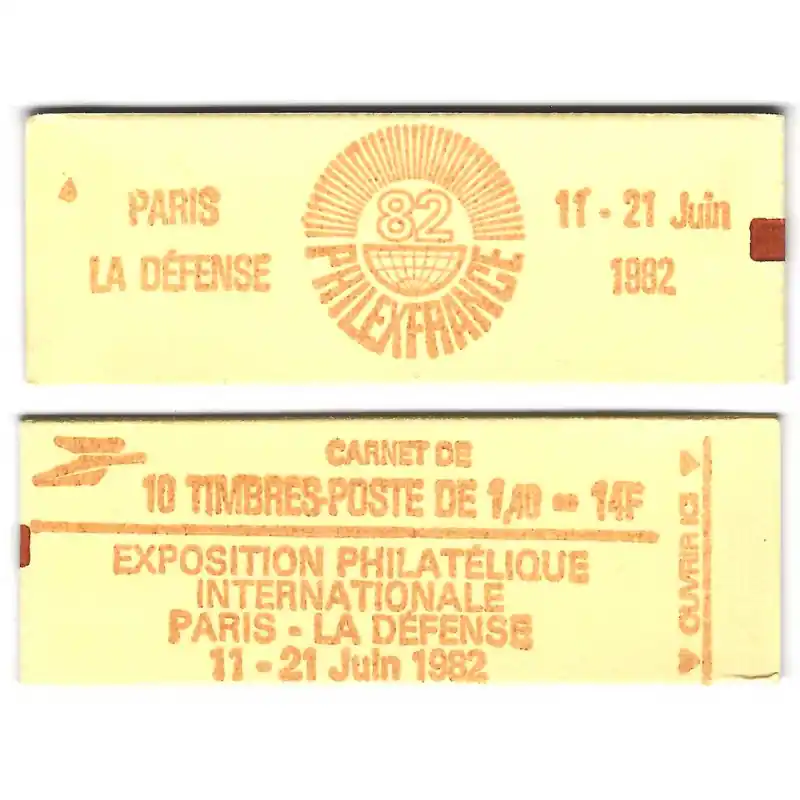 PARIS
LA DÉFENSE
82
PHILEXFRANCE
11 - 21 Juin
1982
CARNET DE
10 TIMBRES-POSTE DE 1,40 = 14F
EXPOSITION PHILATÉLIQUE
INTERNATIONALE
PARIS - LA DÉFENSE
11 - 21 Juin 1982
OUVRIR ICI